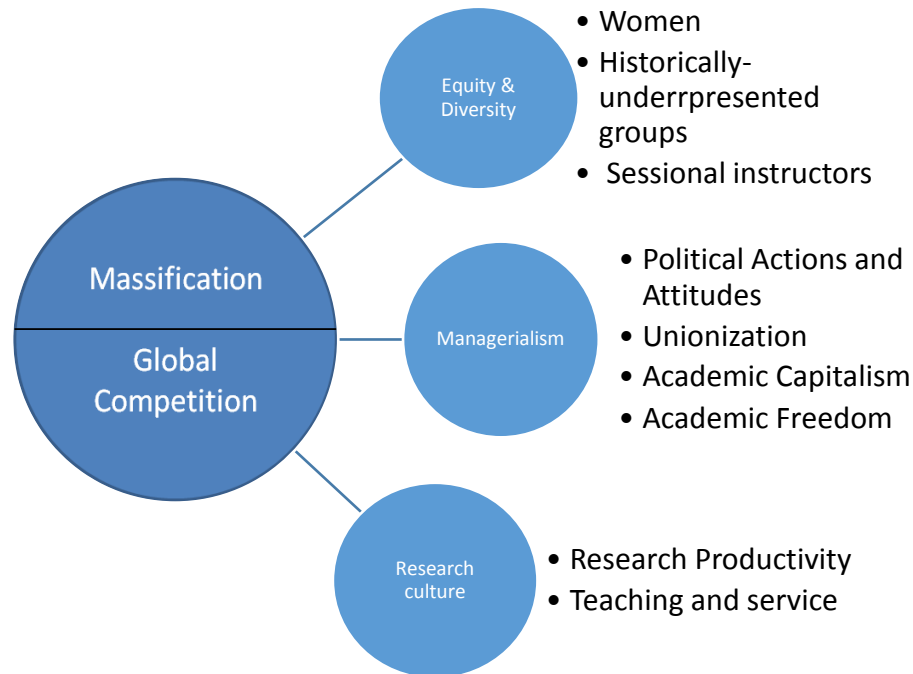 Massification
Global
Competition
Equity &
Diversity
• Women
• Historically-
underrpresented
groups
• Sessional instructors
Managerialism
• Political Actions and
Attitudes
• Unionization
• Academic Capitalism
• Academic Freedom
Research
culture
• Research Productivity
• Teaching and service